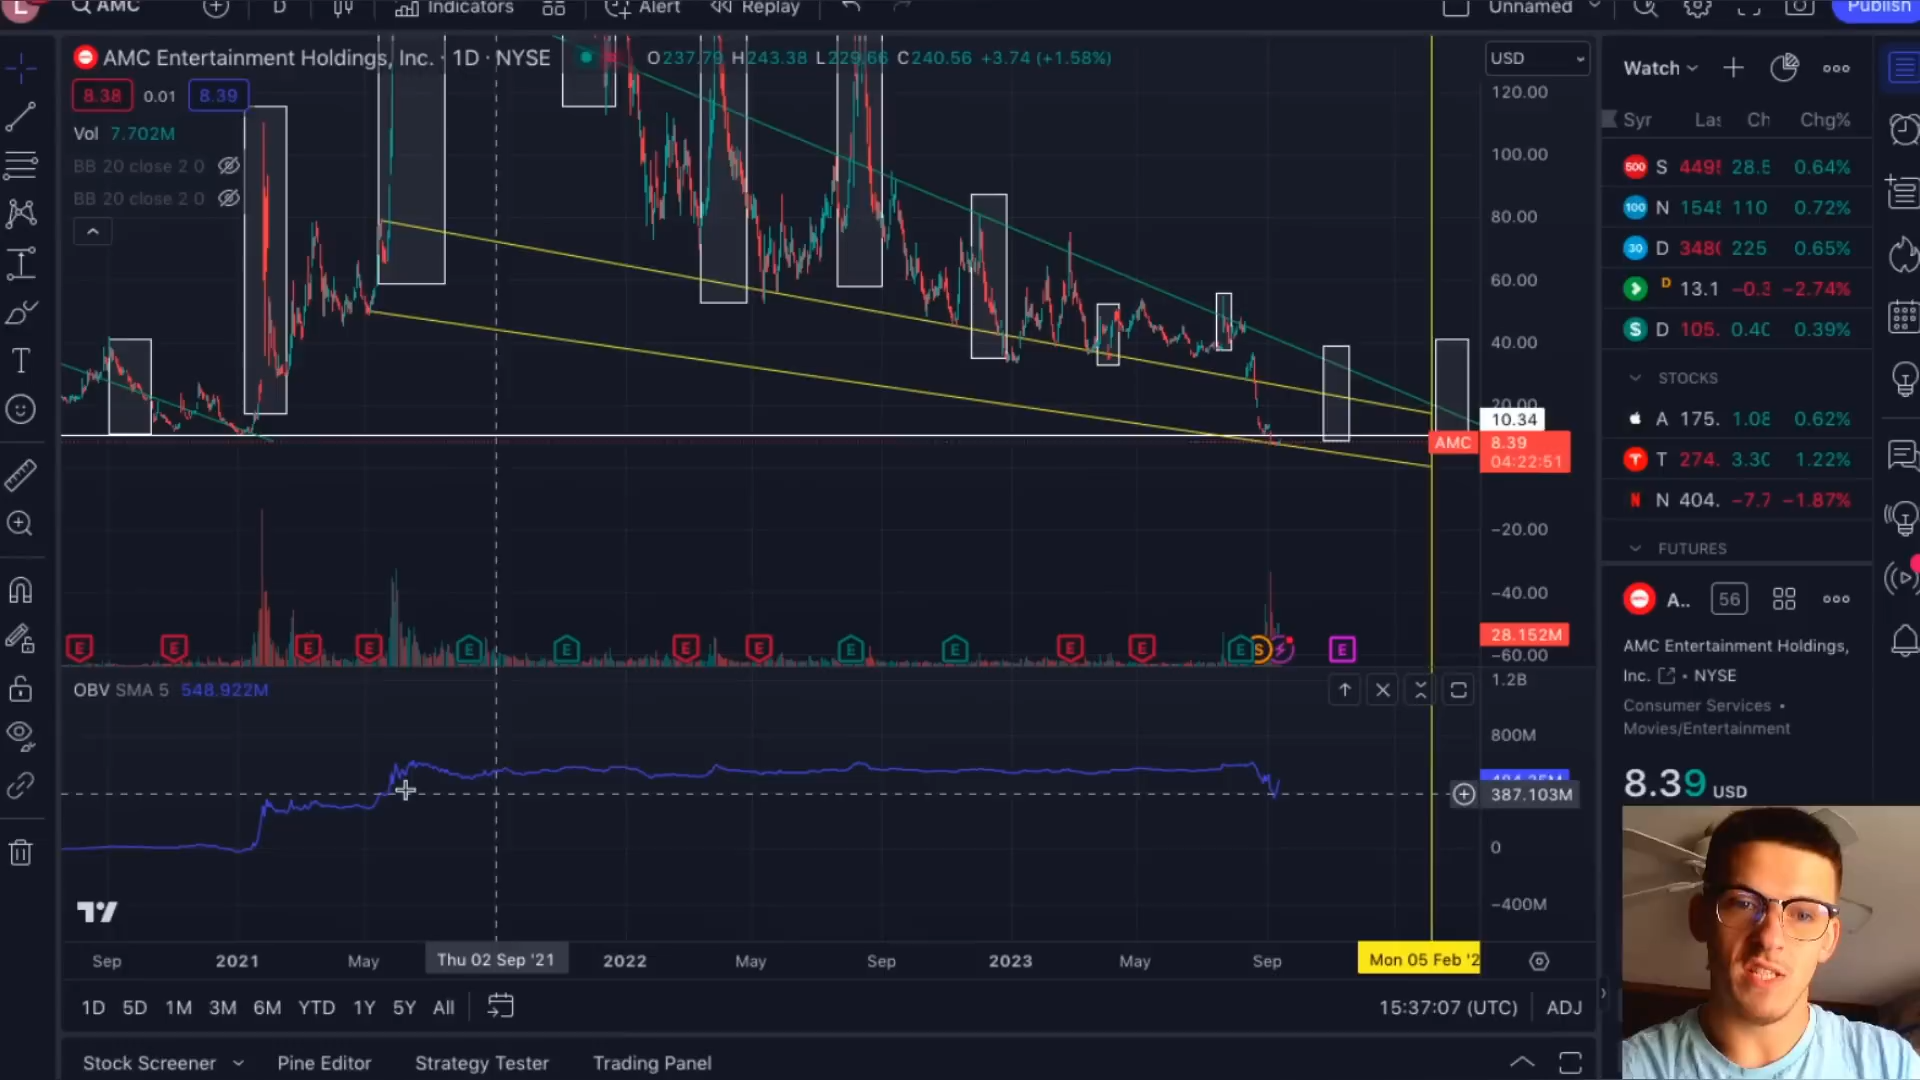 L AMC D Indicators Alert Replay Unnamed Publish
AMC Entertainment Holdings, Inc. · 1D · NYSE O237.79 H243.38 L229.66 C240.56 +3.74 (+1.58%)
8.38 0.01 8.39
Vol 7.702M
BB 20 close 2 0
BB 20 close 2 0
USD
120.00
100.00
80.00
60.00
40.00
20.00
10.34
AMC 8.39
04:22:51
−20.00
−40.00
28.152M
−60.00
E E E E E E E E E E E E E S E
OBV SMA 5 548.922M
1.2B
800M
387.103M
0
−400M
Sep 2021 May Thu 02 Sep '21 2022 May Sep 2023 May Sep Mon 05 Feb '2
1D 5D 1M 3M 6M YTD 1Y 5Y All 15:37:07 (UTC) ADJ
Stock Screener Pine Editor Strategy Tester Trading Panel
Watch
Syr Las Ch Chg%
500 S 449 28.5 0.64%
100 N 154 110 0.72%
30 D 348 225 0.65%
D 13.1 −0.3 −2.74%
S D 105. 0.40 0.39%
STOCKS
A 175. 1.08 0.62%
T 274. 3.30 1.22%
N N 404. −7.7 −1.87%
FUTURES
A.. 56
AMC Entertainment Holdings,
Inc. • NYSE
Consumer Services •
Movies/Entertainment
8.39 USD